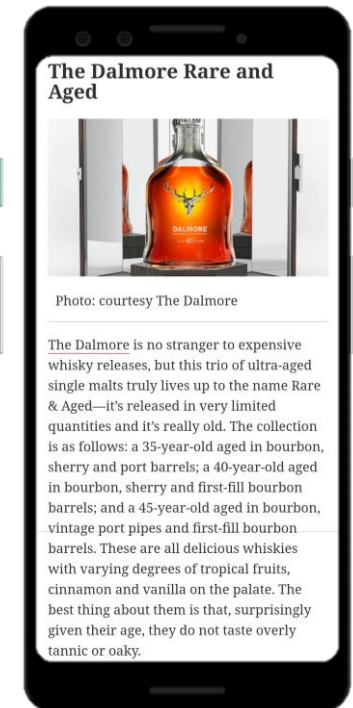 The Dalmore Rare and
Aged
DALMORE
Photo: courtesy The Dalmore
The Dalmore is no stranger to expensive
whisky releases, but this trio of ultra-aged
single malts truly lives up to the name Rare
& Aged—it’s released in very limited
quantities and it’s really old. The collection
is as follows: a 35-year-old aged in bourbon,
sherry and port barrels; a 40-year-old aged
in bourbon, sherry and first-fill bourbon
barrels; and a 45-year-old aged in bourbon,
vintage port pipes and first-fill bourbon
barrels. These are all delicious whiskies
with varying degrees of tropical fruits,
cinnamon and vanilla on the palate. The
best thing about them is that, surprisingly
given their age, they do not taste overly
tannic or oaky.